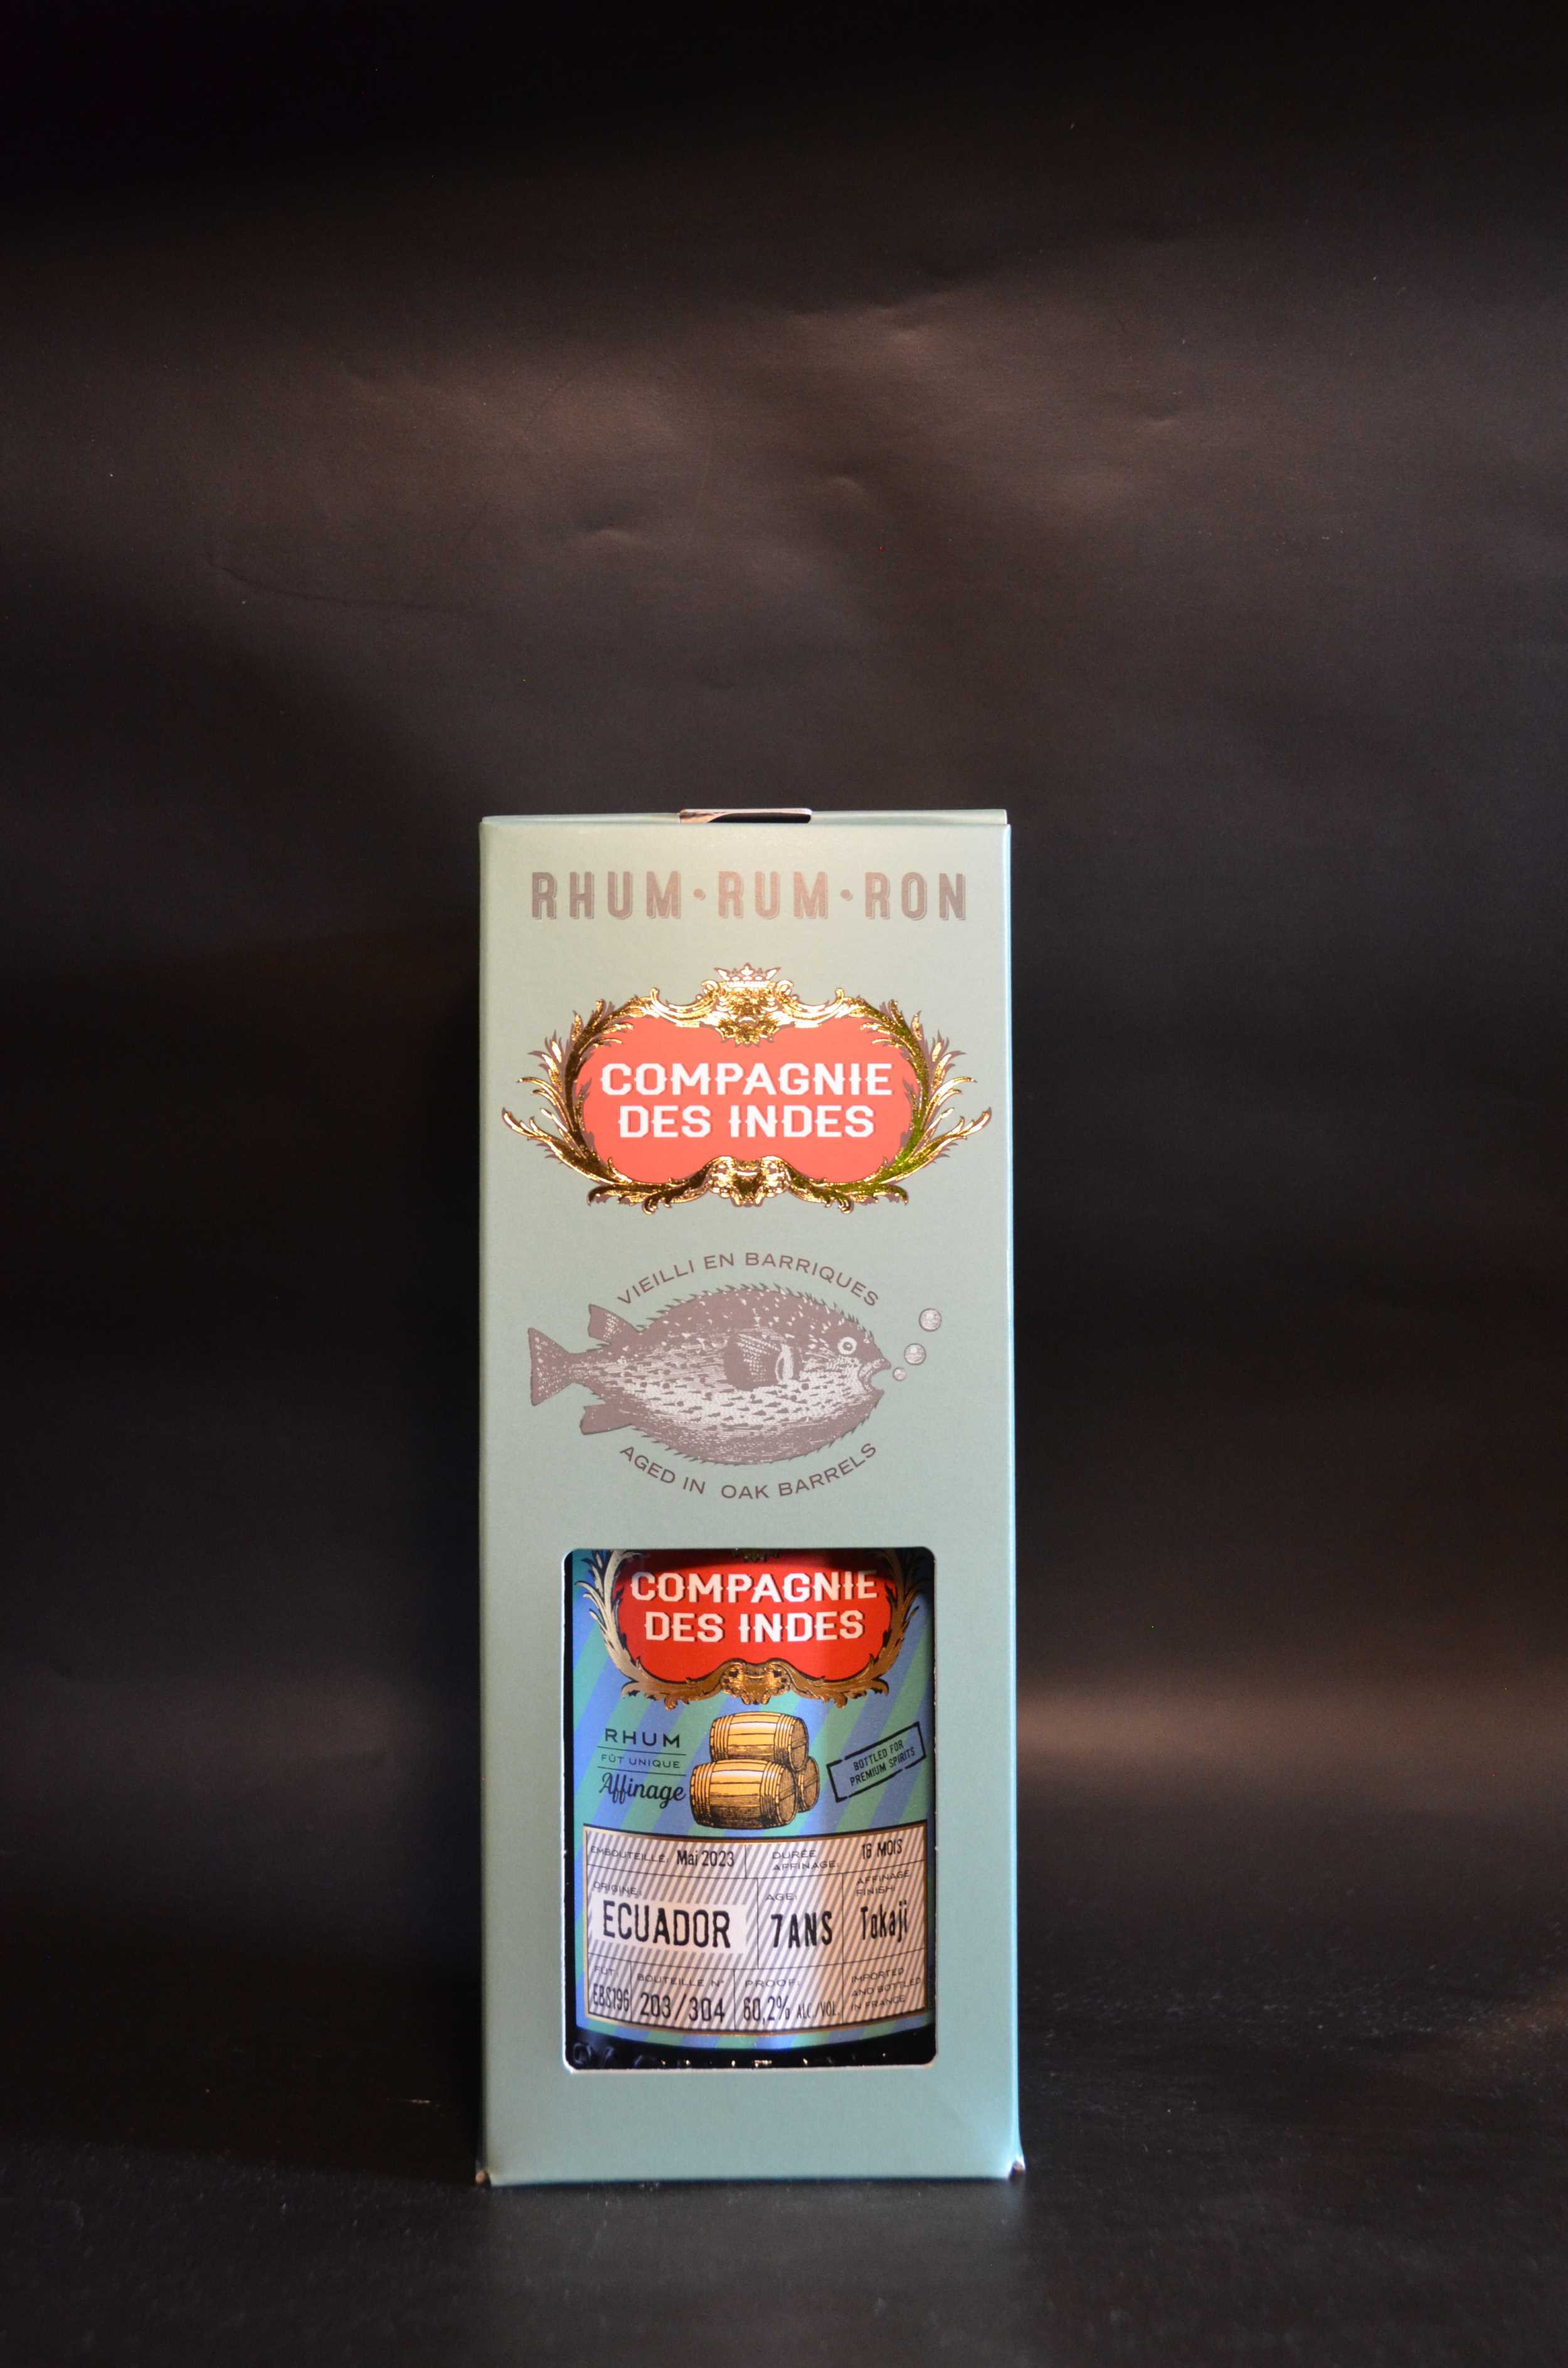 RHUM·RUM·RON
COMPAGNIE
DES INDES
VIEILLI EN BARRIQUES
AGED IN OAK BARRELS
COMPAGNIE
DES INDES
RHUM
FÛT UNIQUE
Affinage
BOTTLED FOR
PREMIUM SPIRITS
EMBOUTEILLÉ: Mai 2023
DURÉE
AFFINAGE: MOIS
ORIGINE:
ECUADOR
AGE:
7ANS
AFFINAGE
FINISH:
Tokaji
FÛT:
BOUTEILLE N°
203/304
PROOF:
60,2% ALC/VOL
IMPORTED
AND BOTTLED
IN FRANCE